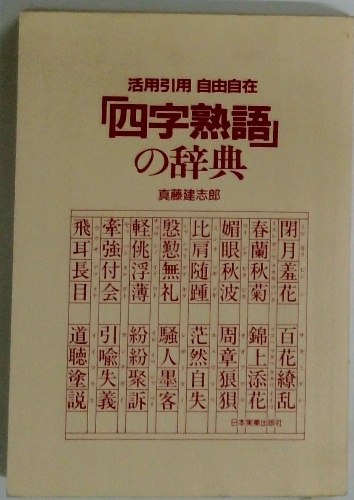 活用引用 自由自在
「四字熟語」
の辞典
真藤建志郎
閉月羞花 百花繚乱
春蘭秋菊 錦上添花
媚眼秋波 周章狼狽
比肩随踵 茫然自失
慇懃無礼 騒人墨客
軽佻浮薄 紛紛聚訴
牽強付会 引喩失義
飛耳長目 道聴塗説
日本実業出版社